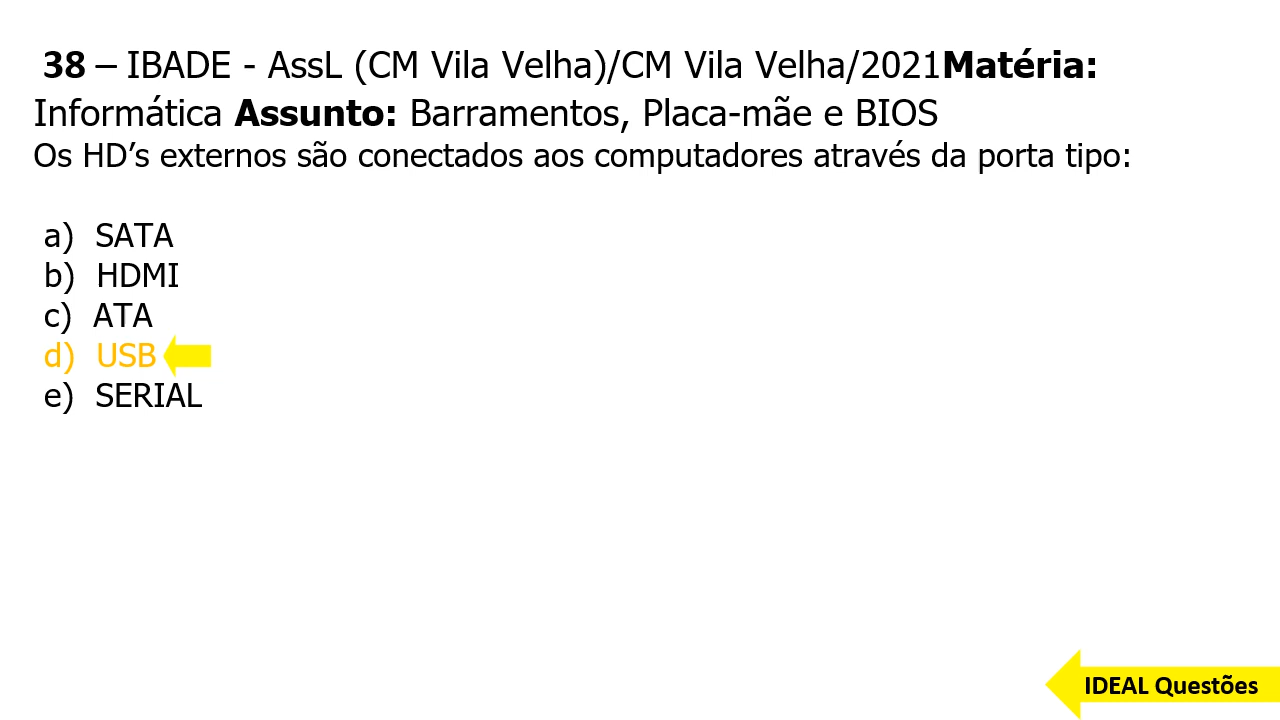 38 – IBADE - AssL (CM Vila Velha)/CM Vila Velha/2021Matéria:
Informática Assunto: Barramentos, Placa-mãe e BIOS
Os HD’s externos são conectados aos computadores através da porta tipo:
a) SATA
b) HDMI
c) ATA
d) USB
e) SERIAL
IDEAL Questões